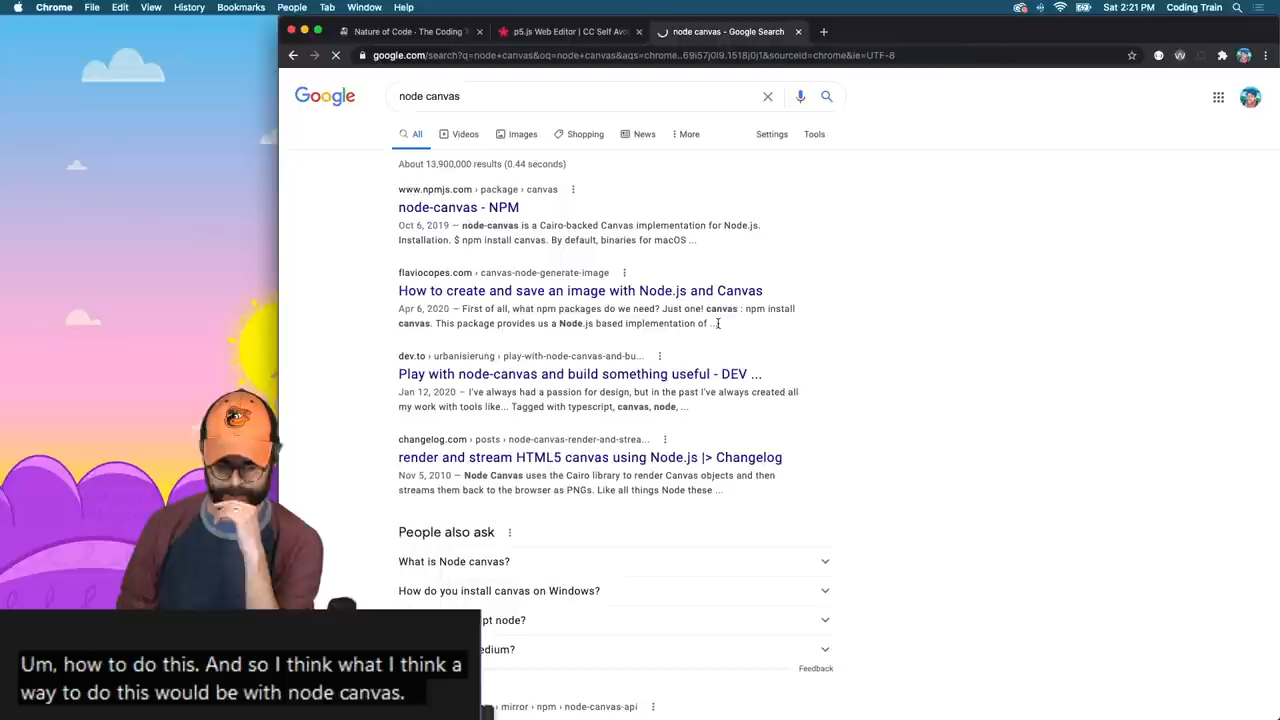 Chrome File Edit View History Bookmarks Profiles Tab Window Help
Sat 2:21 PM Coding Train
Nature of Code - The Coding
p5.js Web Editor | CC Self Avo
node canvas - Google Search
google.com/search?q=node+canvas&oq=node+canvas&aqs=chrome..69i57j0l9.1518j0j1&sourceid=chrome&ie=UTF-8
Google
node canvas
All Videos Images Shopping News More Settings Tools
About 13,900,000 results (0.44 seconds)
www.npmjs.com › package › canvas
node-canvas - NPM
Oct 6, 2019 — node-canvas is a Cairo-backed Canvas implementation for Node.js.
Installation. $ npm install canvas. By default, binaries for macOS ...
flaviocopes.com › canvas-node-generate-image
How to create and save an image with Node.js and Canvas
Apr 6, 2020 — First of all, what npm packages do we need? Just one! canvas : npm install
canvas. This package provides us a Node.js based implementation of ...
dev.to › urbanisierung › play-with-node-canvas-and-bu...
Play with node-canvas and build something useful - DEV ...
Jan 12, 2020 — I've always had a passion for design, but in the past I've always created all
my work with tools like... Tagged with typescript, canvas, node, ...
changelog.com › posts › node-canvas-render-and-strea...
render and stream HTML5 canvas using Node.js |> Changelog
Nov 5, 2010 — Node Canvas uses the Cairo library to render Canvas objects and then
streams them back to the browser as PNGs. Like all things Node these ...
People also ask
What is Node canvas?
How do you install canvas on Windows?
pt node?
edium?
Feedback
› mirror › npm › node-canvas-api
Um, how to do this. And so I think what I think a
way to do this would be with node canvas.